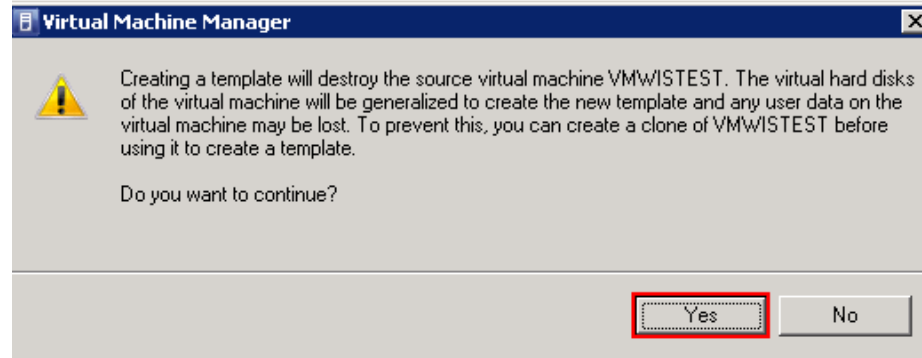 Virtual Machine Manager
Creating a template will destroy the source virtual machine VMWISTEST. The virtual hard disks
of the virtual machine will be generalized to create the new template and any user data on the
virtual machine may be lost. To prevent this, you can create a clone of VMWISTEST before
using it to create a template.
Do you want to continue?
Yes
No